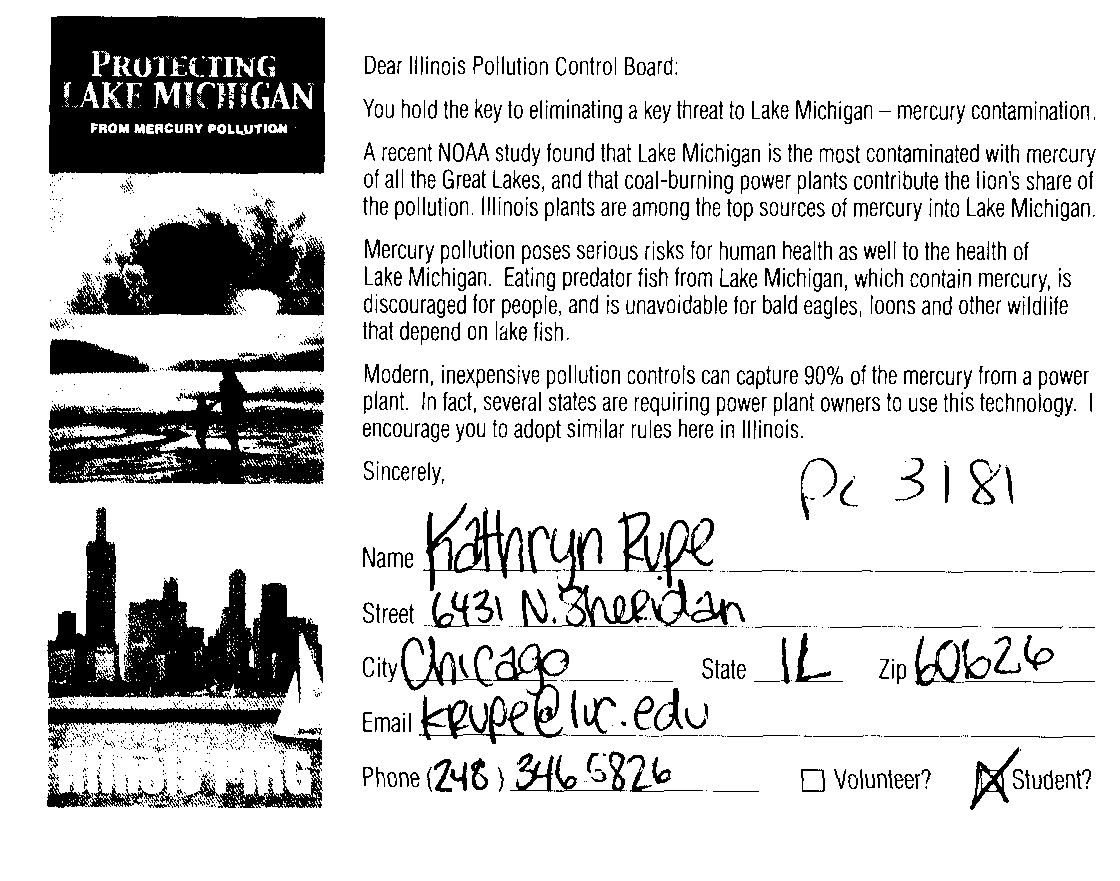 PROTECTING
LAKE MICHIGAN
FROM MERCURY POLLUTION
Dear Illinois Pollution Control Board:
You hold the key to eliminating a key threat to Lake Michigan – mercury contamination.
A recent NOAA study found that Lake Michigan is the most contaminated with mercury
of all the Great Lakes, and that coal-burning power plants contribute the lion's share of
the pollution. Illinois plants are among the top sources of mercury into Lake Michigan.
Mercury pollution poses serious risks for human health as well to the health of
Lake Michigan. Eating predator fish from Lake Michigan, which contain mercury, is
discouraged for people, and is unavoidable for bald eagles, loons and other wildlife
that depend on lake fish.
Modern, inexpensive pollution controls can capture 90% of the mercury from a power
plant. In fact, several states are requiring power plant owners to use this technology. I
encourage you to adopt similar rules here in Illinois.
Sincerely,
PC 3181
Name Kathryn Rupe
Street 6431 N. Sheridan
City Chicago State IL Zip 60626
Email krupe@luc.edu
Phone (248) 346 5826 Volunteer? Student?
ILLINOIS PIRG